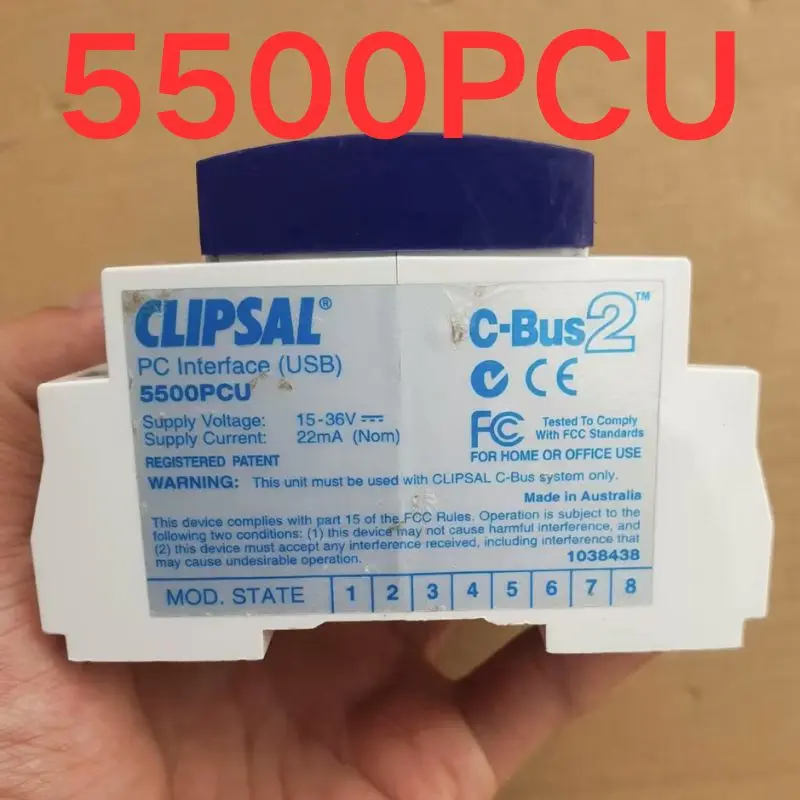 5500PCU
CLIPSAL®
C-Bus2™
PC Interface (USB)
5500PCU
Supply Voltage: 15-36V ⎓
Supply Current: 22mA (Nom)
REGISTERED PATENT
CE
FC Tested To Comply
With FCC Standards
FOR HOME OR OFFICE USE
WARNING: This unit must be used with CLIPSAL C-Bus system only.
Made in Australia
This device complies with part 15 of the FCC Rules. Operation is subject to the
following two conditions: (1) this device may not cause harmful interference, and
(2) this device must accept any interference received, including interference that
may cause undesirable operation.
1038438
MOD. STATE 1 2 3 4 5 6 7 8